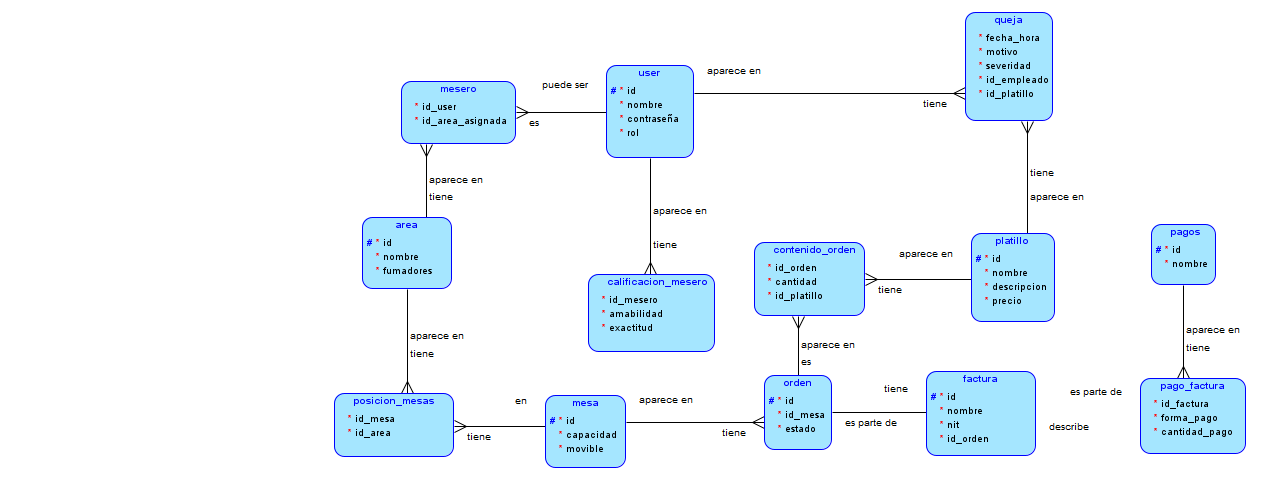 queja
* fecha_hora
* motivo
* severidad
* id_empleado
* id_platillo
user
# * id
* nombre
* contraseña
* rol
aparece en
tiene
puede ser
es
mesero
* id_user
* id_area_asignada
aparece en
tiene
tiene
aparece en
aparece en
tiene
área
# * id
* nombre
* fumadores
contenido_orden
* id_orden
* cantidad
* id_platillo
aparece en
tiene
platillo
# * id
* nombre
* descripcion
* precio
pagos
# * id
* nombre
calificacion_mesero
* id_mesero
* amabilidad
* exactitud
aparece en
tiene
aparece en
es
aparece en
tiene
posicion_mesas
* id_mesa
* id_area
en
tiene
mesa
# * id
* capacidad
* movible
aparece en
tiene
orden
# * id
* id_mesa
* estado
tiene
es parte de
factura
# * id
* nombre
* nit
* id_orden
es parte de
describe
pago_factura
* id_factura
* forma_pago
* cantidad_pago